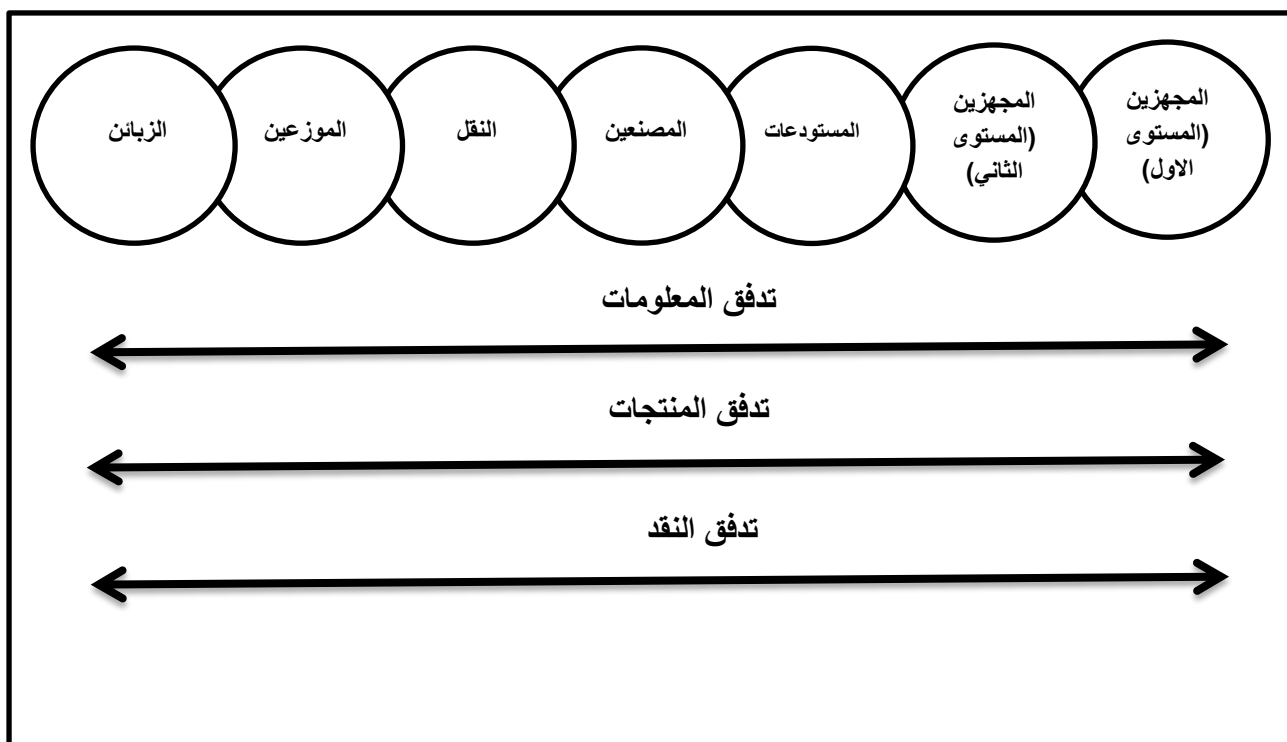 المجهزين
(المستوى
الاول)
المجهزين
(المستوى
الثاني)
المستودعات
المصنعين
النقل
الموزعين
الزبائن
تدفق المعلومات
تدفق المنتجات
تدفق النقد